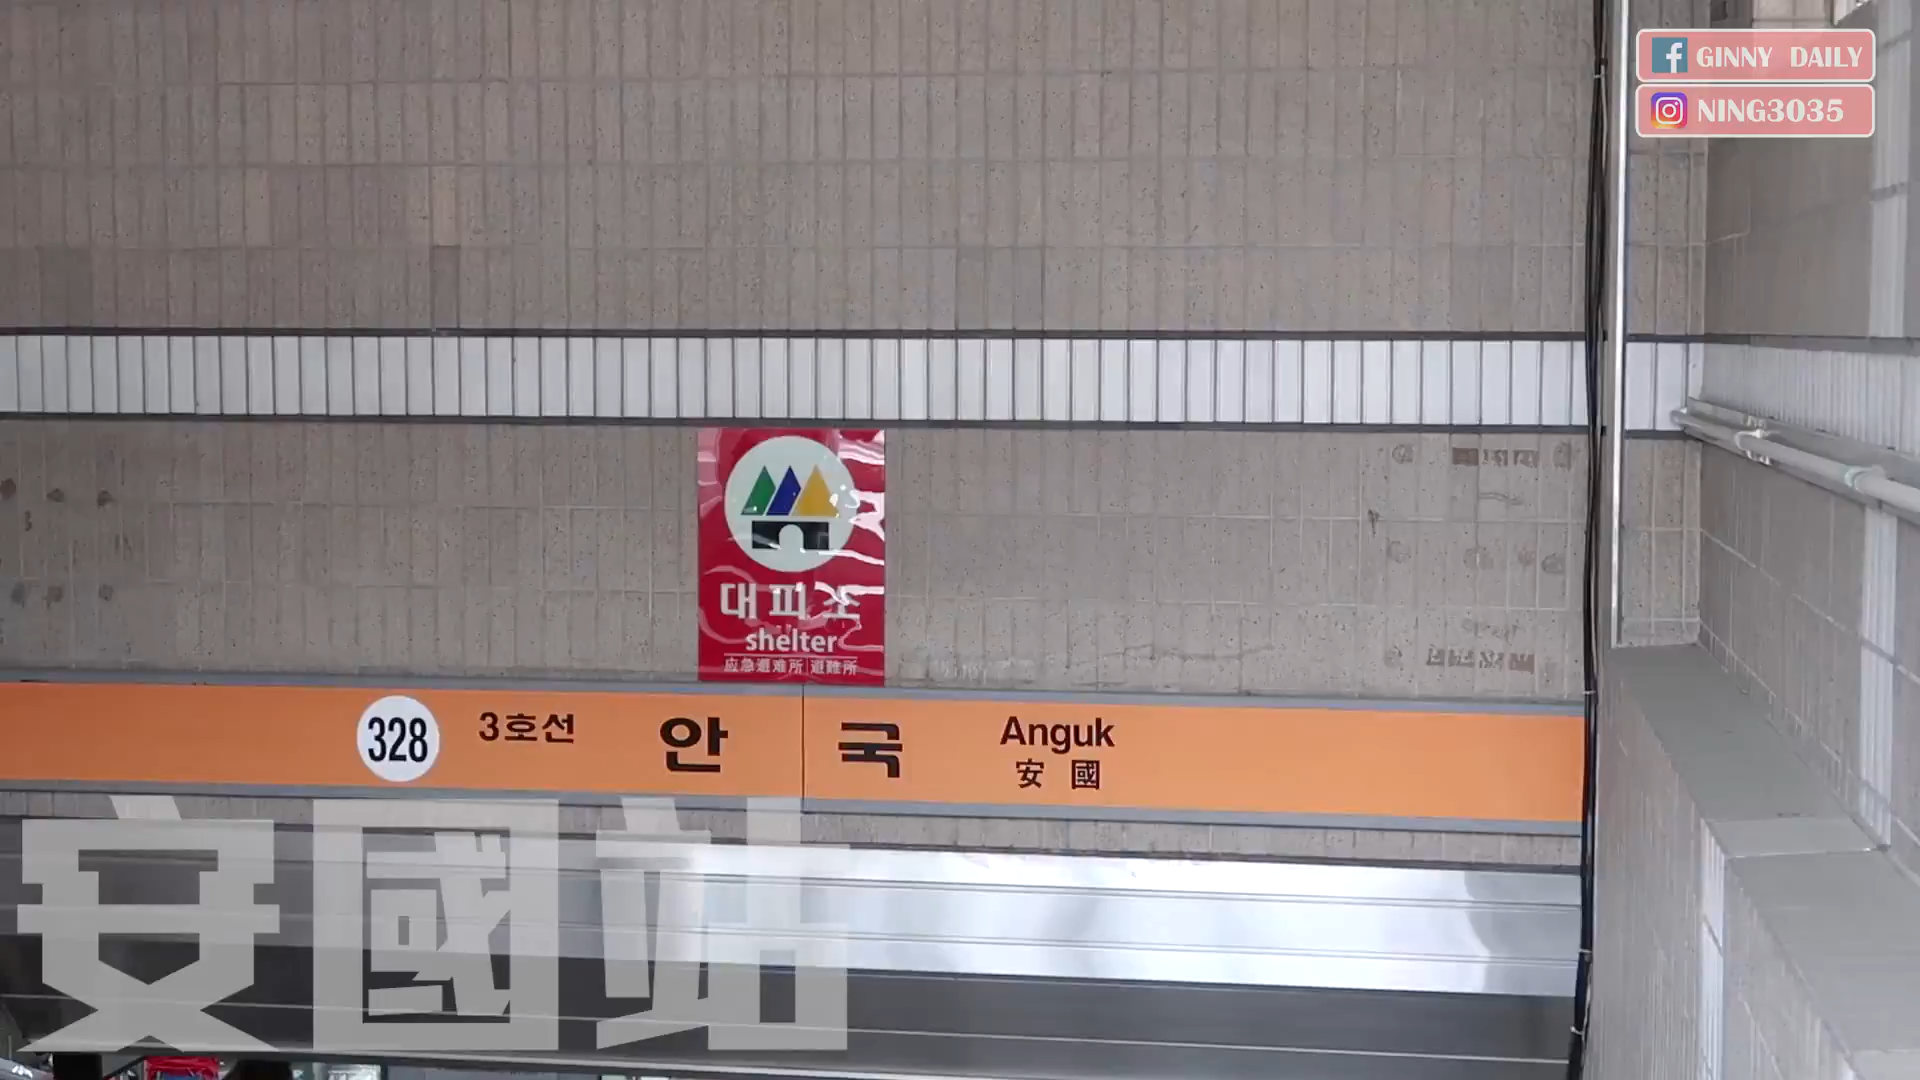 GINNY DAILY
NING3035
대피소
shelter
应急避难所 避難所
328 3호선 안국 Anguk
安國
安國站